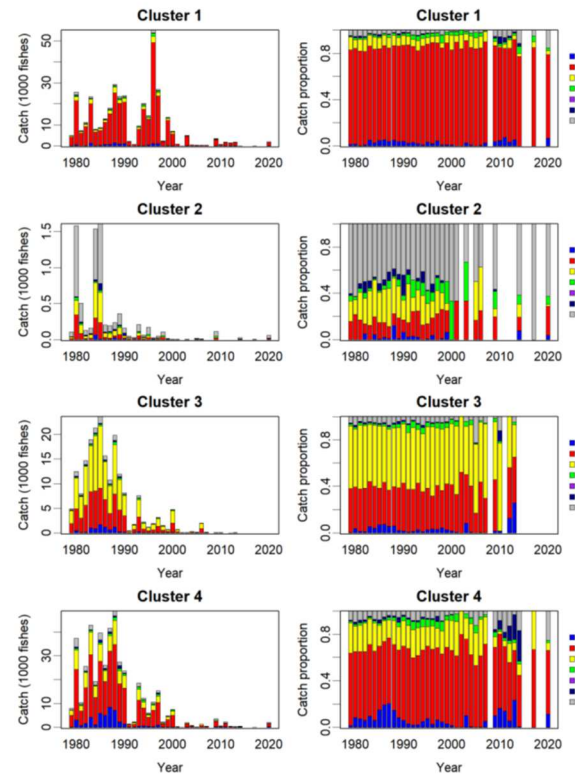 Cluster 1
Catch (1000 fishes)
0 10 30 50
1980 1990 2000 2010 2020
Year
Cluster 1
Catch proportion
0.0 0.4 0.8
1980 1990 2000 2010 2020
Year
Cluster 2
Catch (1000 fishes)
0.0 0.5 1.0 1.5
1980 1990 2000 2010 2020
Year
Cluster 2
Catch proportion
0.0 0.4 0.8
1980 1990 2000 2010 2020
Year
Cluster 3
Catch (1000 fishes)
0 5 10 15 20
1980 1990 2000 2010 2020
Year
Cluster 3
Catch proportion
0.0 0.4 0.8
1980 1990 2000 2010 2020
Year
Cluster 4
Catch (1000 fishes)
0 10 30
1980 1990 2000 2010 2020
Year
Cluster 4
Catch proportion
0.0 0.4 0.8
1980 1990 2000 2010 2020
Year